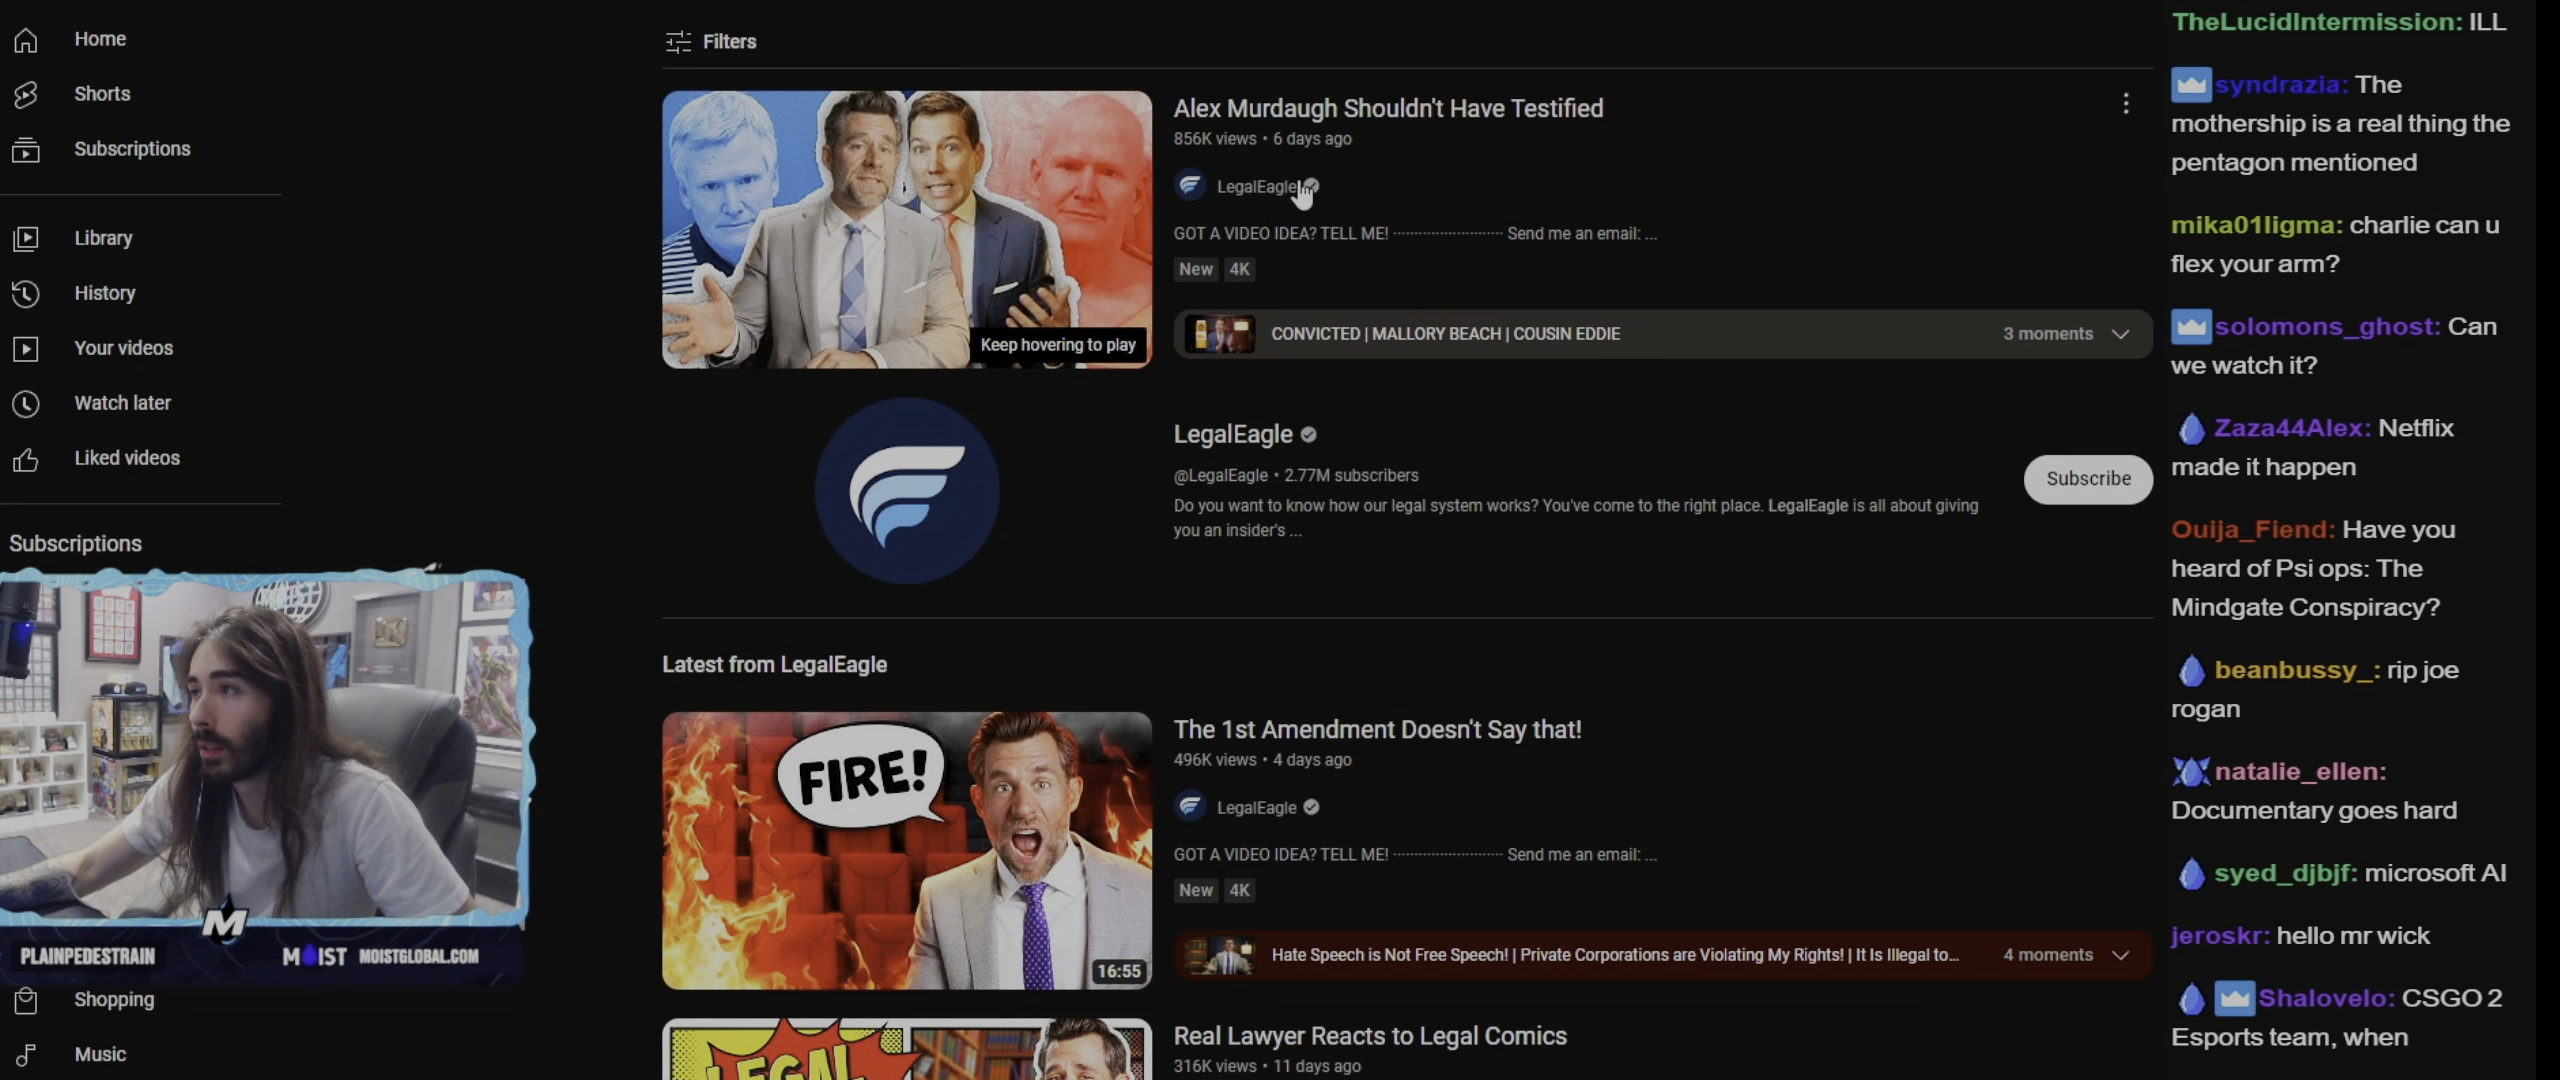 Home
Shorts
Subscriptions
Library
History
Your videos
Watch later
Liked videos
Subscriptions
PLAINPEDESTRAIN
M
MOIST
MOISTGLOBAL.COM
Shopping
Music
Filters
Keep hovering to play
Alex Murdaugh Shouldn't Have Testified
856K views • 6 days ago
LegalEagle
GOT A VIDEO IDEA? TELL ME! ························· Send me an email: ...
New 4K
CONVICTED | MALLORY BEACH | COUSIN EDDIE 3 moments
LegalEagle
@LegalEagle • 2.77M subscribers
Do you want to know how our legal system works? You've come to the right place. LegalEagle is all about giving
you an insider's ...
Subscribe
Latest from LegalEagle
FIRE!
16:55
The 1st Amendment Doesn't Say that!
496K views • 4 days ago
LegalEagle
GOT A VIDEO IDEA? TELL ME! ························· Send me an email: ...
New 4K
Hate Speech is Not Free Speech! | Private Corporations are Violating My Rights! | It Is Illegal to... 4 moments
LEGAL
Real Lawyer Reacts to Legal Comics
316K views • 11 days ago
TheLucidIntermission: ILL
syndrazia: The
mothership is a real thing the
pentagon mentioned
mika01ligma: charlie can u
flex your arm?
solomons_ghost: Can
we watch it?
Zaza44Alex: Netflix
made it happen
Ouija_Fiend: Have you
heard of Psi ops: The
Mindgate Conspiracy?
beanbussy_: rip joe
rogan
natalie_ellen:
Documentary goes hard
syed_djbjf: microsoft AI
jeroskr: hello mr wick
Shalovelo: CSGO 2
Esports team, when